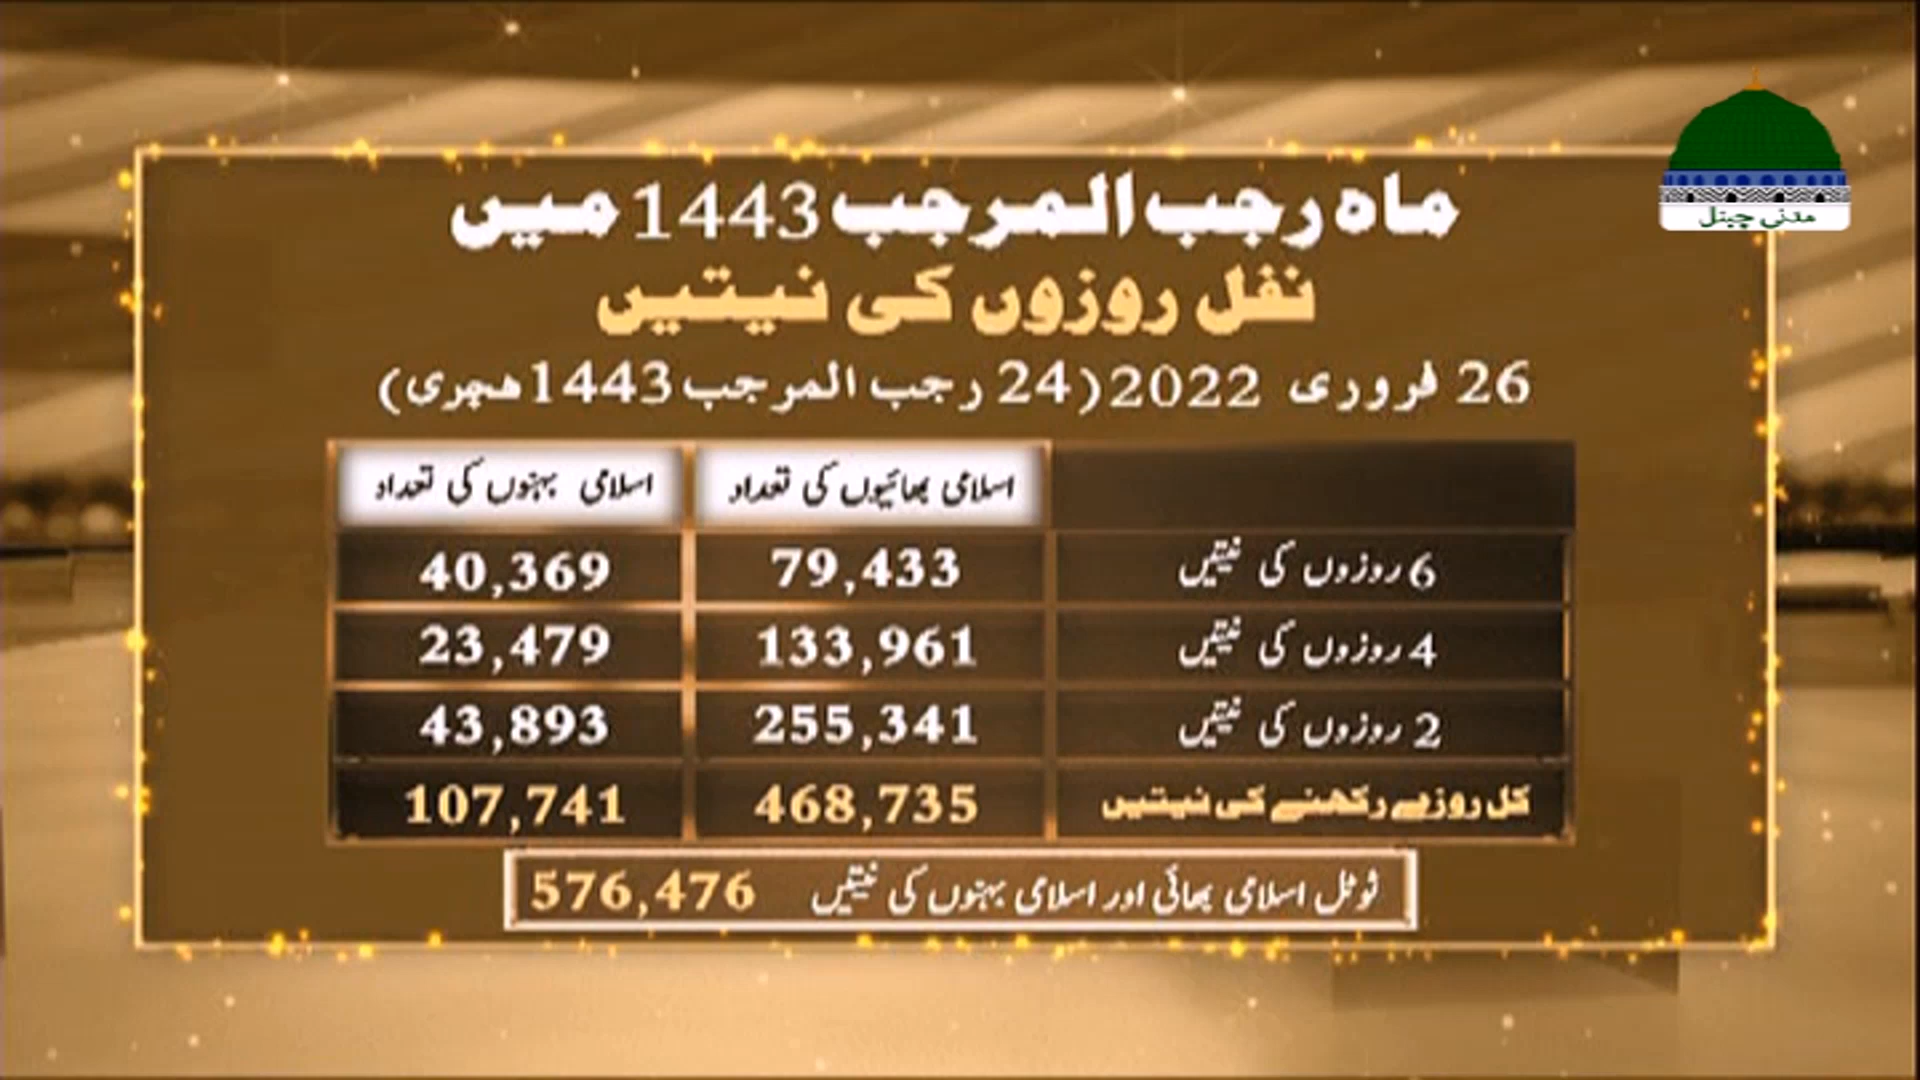 ماہ رجب المرجب 1443 میں
نفل روزوں کی نیتیں
26 فروری 2022 (24 رجب المرجب 1443 ھجری)
مدنی چینل
اسلامی بھائیوں کی تعداد اسلامی بہنوں کی تعداد
6 روزوں کی نیتیں 79,433 40,369
4 روزوں کی نیتیں 133,961 23,479
2 روزوں کی نیتیں 255,341 43,893
کل روزے رکھنے کی نیتیں 468,735 107,741
ٹوٹل اسلامی بھائی اور اسلامی بہنوں کی نیتیں 576,476